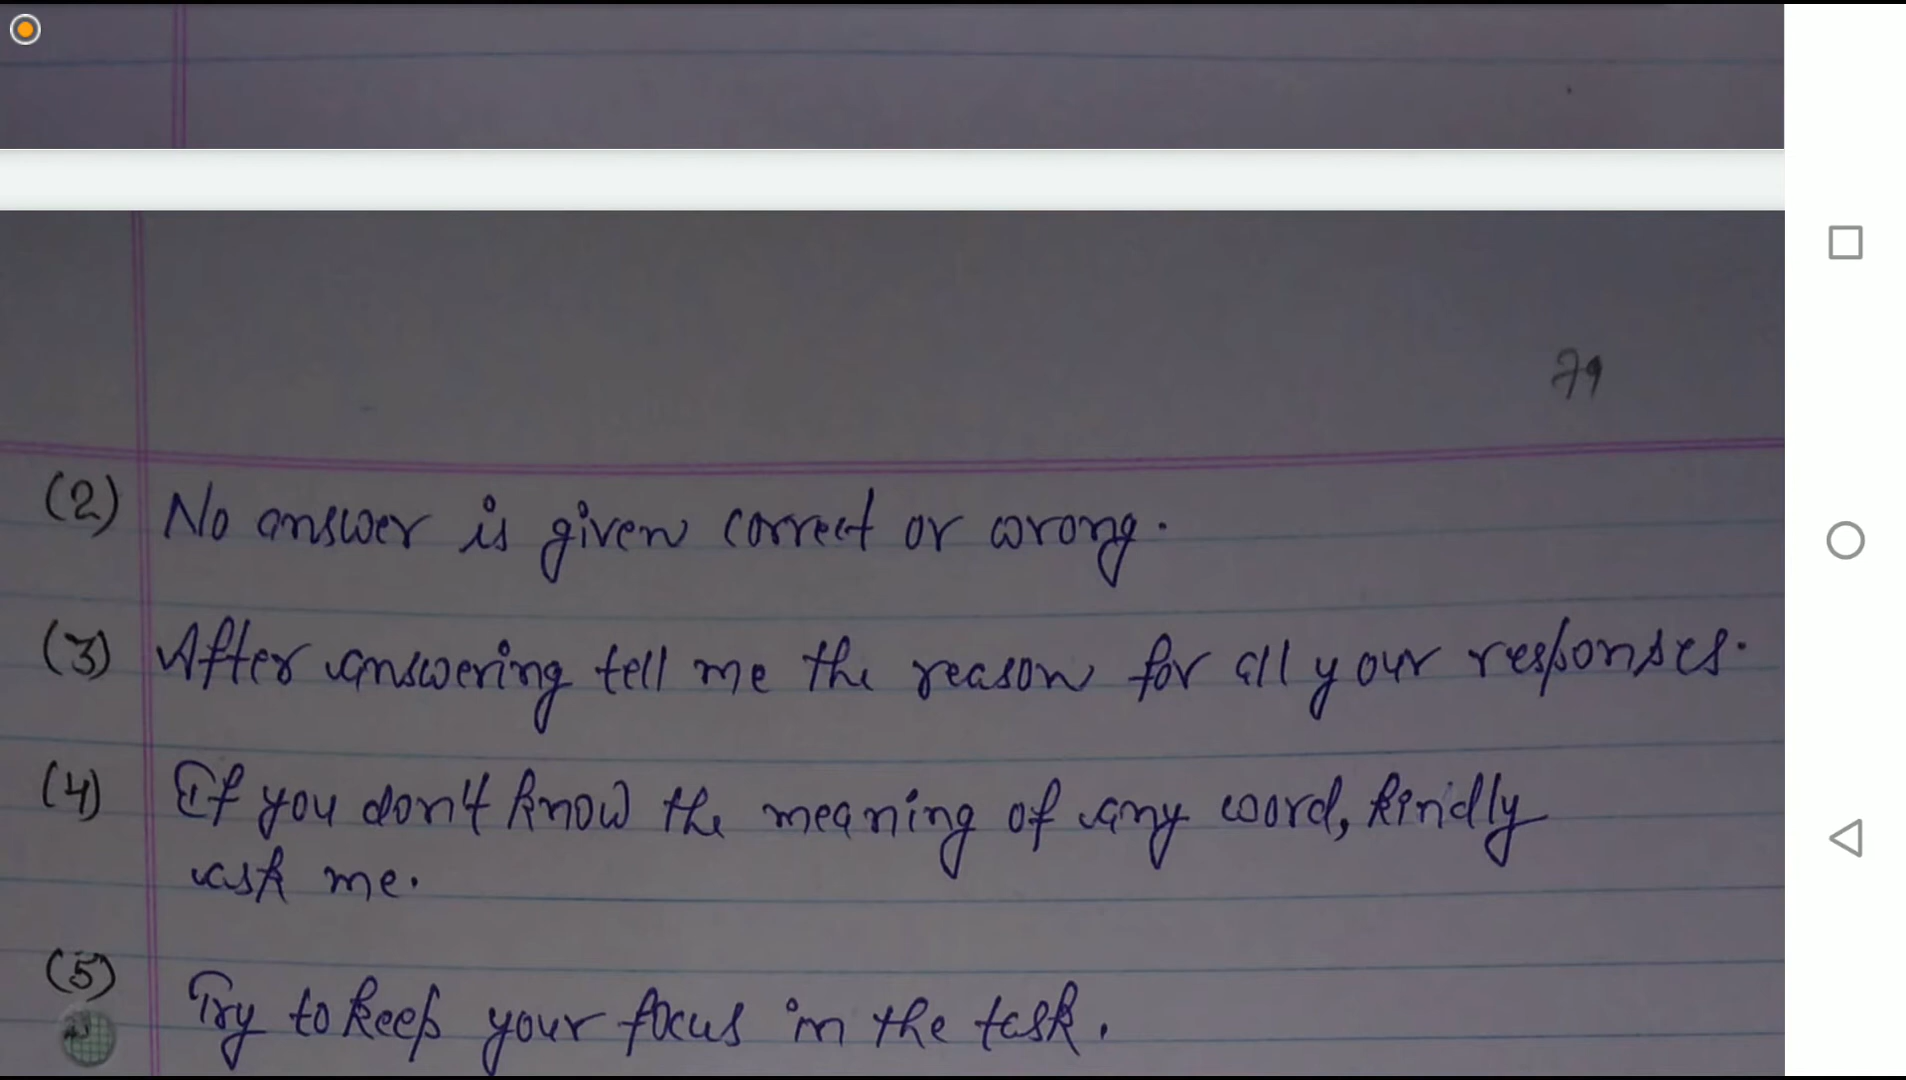 79
(2) No answer is given correct or wrong.
(3) After answering tell me the reason for all your responses.
(4) If you don't know the meaning of any word, kindly
ask me.
(5) Try to keep your focus in the task.